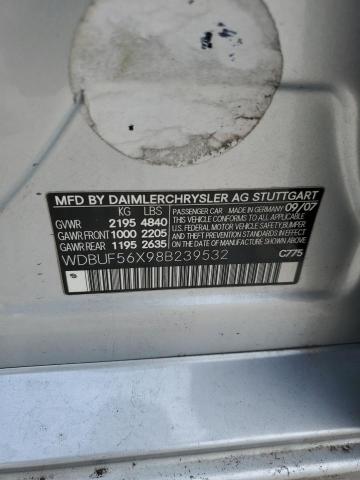 MFD BY DAIMLERCHRYSLER AG STUTTGART
KG LBS MADE IN GERMANY 09/07
GVWR 2195 4840 PASSENGER CAR
GAWR FRONT 1000 2205 THIS VEHICLE CONFORMS TO ALL APPLICABLE U.S. FEDERAL MOTOR VEHICLE SAFETY,BUMPER AND THEFT PREVENTION STANDARDS IN EFFECT
GAWR REAR 1195 2635 ON THE DATE OF MANUFACTURE SHOWN ABOVE.
WDBUF56X98B239532 C775